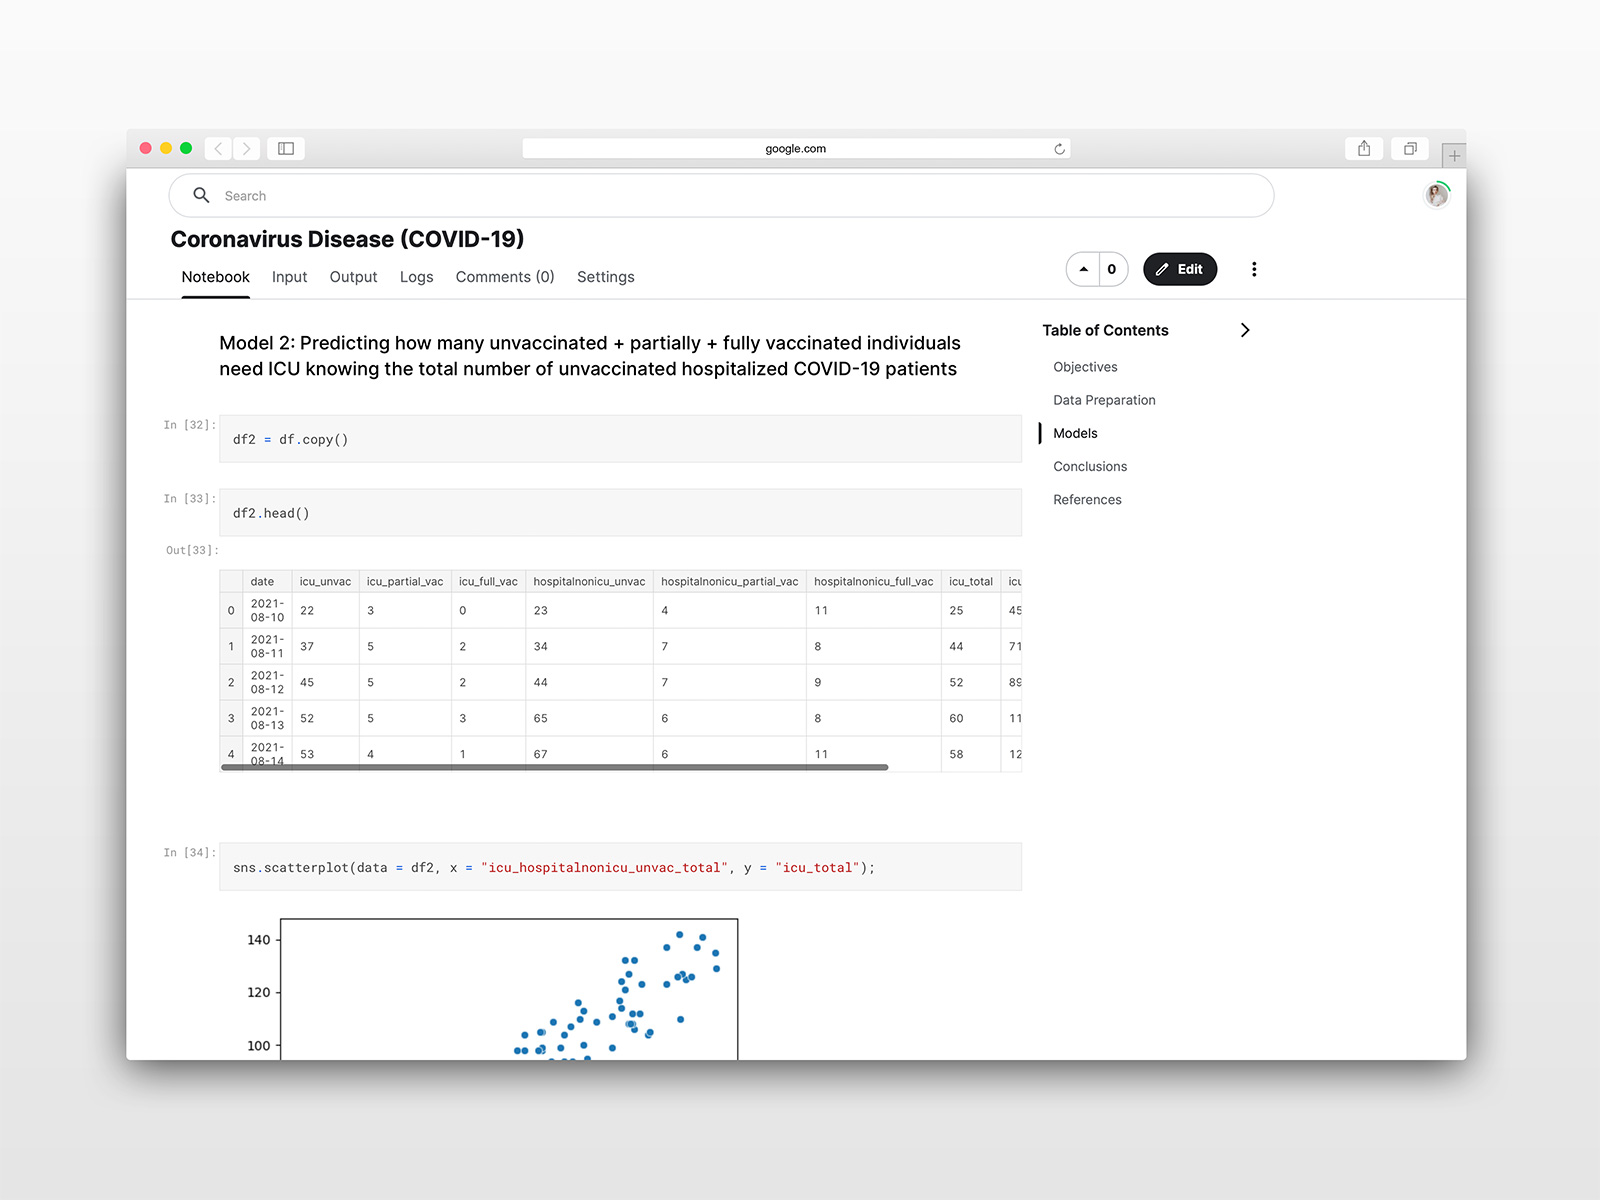 google.com
Search
Coronavirus Disease (COVID-19)
Notebook Input Output Logs Comments (0) Settings
0 Edit
Model 2: Predicting how many unvaccinated + partially + fully vaccinated individuals
need ICU knowing the total number of unvaccinated hospitalized COVID-19 patients
Table of Contents
Objectives
Data Preparation
Models
Conclusions
References
In [32]:
df2 = df.copy()
In [33]:
df2.head()
Out[33]:
date icu_unvac icu_partial_vac icu_full_vac hospitalnonicu_unvac hospitalnonicu_partial_vac hospitalnonicu_full_vac icu_total icu
0 2021-08-10 22 3 0 23 4 11 25 45
1 2021-08-11 37 5 2 34 7 8 44 71
2 2021-08-12 45 5 2 44 7 9 52 89
3 2021-08-13 52 5 3 65 6 8 60 11
4 2021-08-14 53 4 1 67 6 11 58 12
In [34]:
sns.scatterplot(data = df2, x = "icu_hospitalnonicu_unvac_total", y = "icu_total");
140
120
100